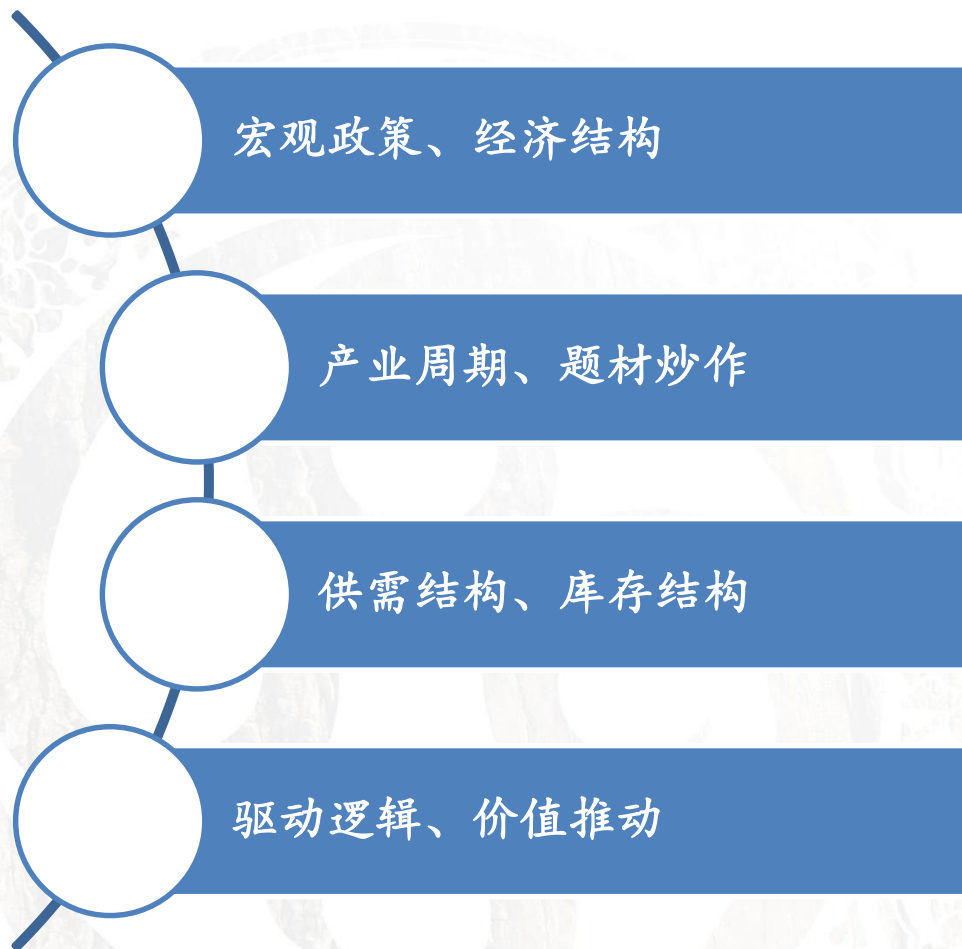 宏观政策、经济结构
产业周期、题材炒作
供需结构、库存结构
驱动逻辑、价值推动